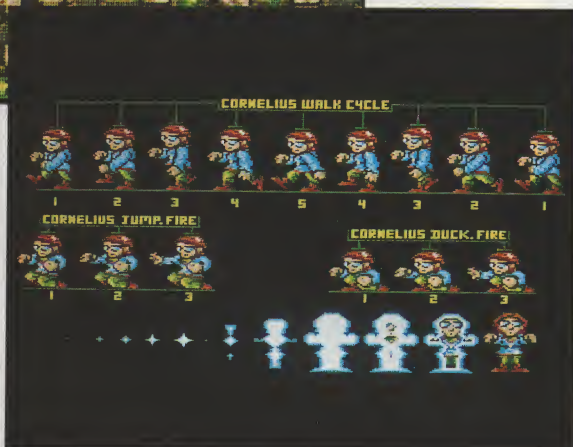 CORNELIUS WALK CYCLE
1 2 3 4 5 4 3 2 1
CORNELIUS JUMP. FIRE
CORNELIUS DUCK. FIRE
1 2 3
1 2 3